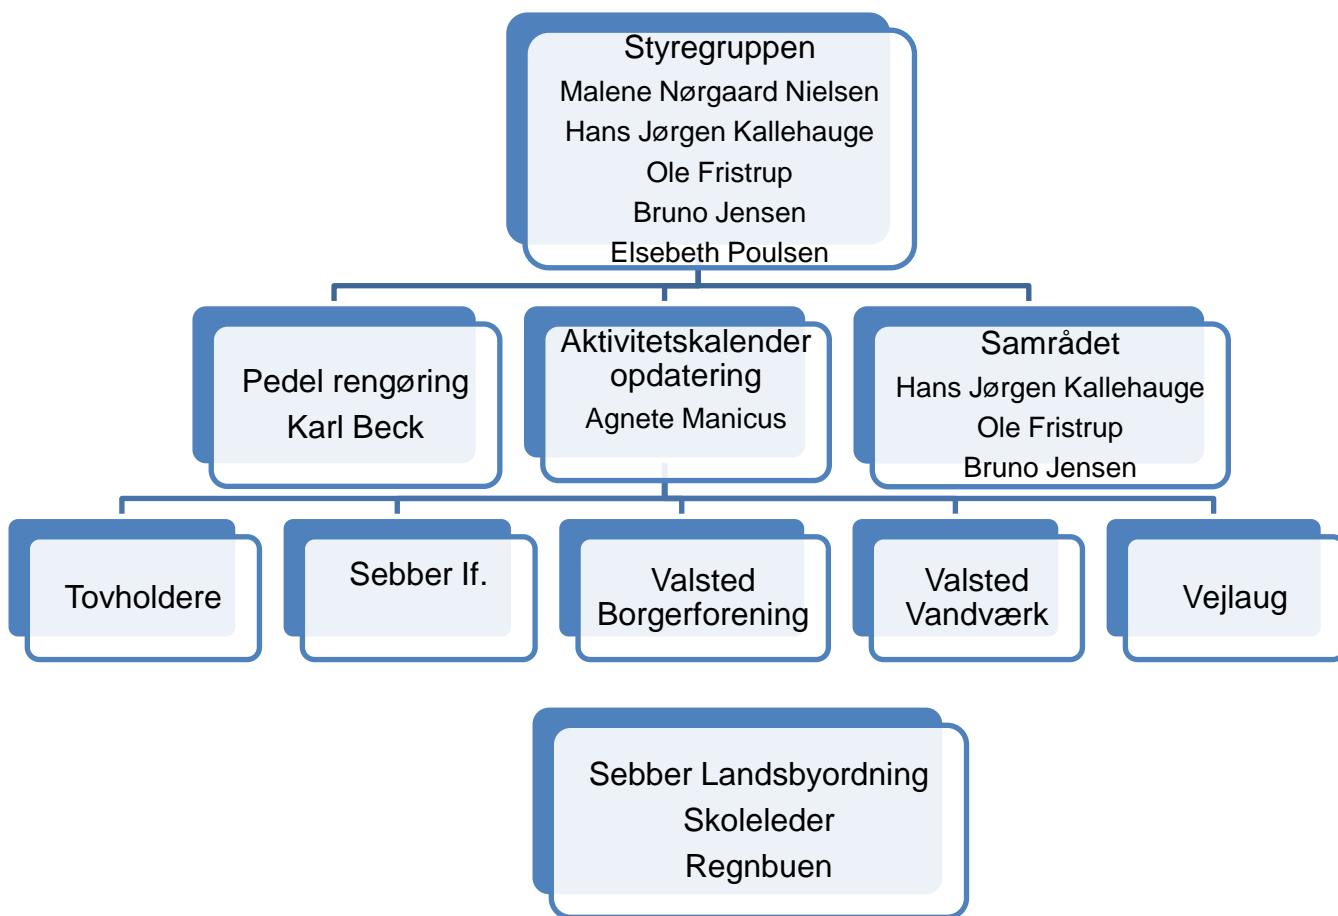 Styregruppen
Malene Nørgaard Nielsen
Hans Jørgen Kallehauge
Ole Fristrup
Bruno Jensen
Elsebeth Poulsen
Pedel rengøring
Karl Beck
Aktivitetskalender
opdatering
Agnete Manicus
Samrådet
Hans Jørgen Kallehauge
Ole Fristrup
Bruno Jensen
Tovholdere
Sebber If.
Valsted
Borgerforening
Valsted
Vandværk
Vejlaug
Sebber Landsbyordning
Skoleleder
Regnbuen